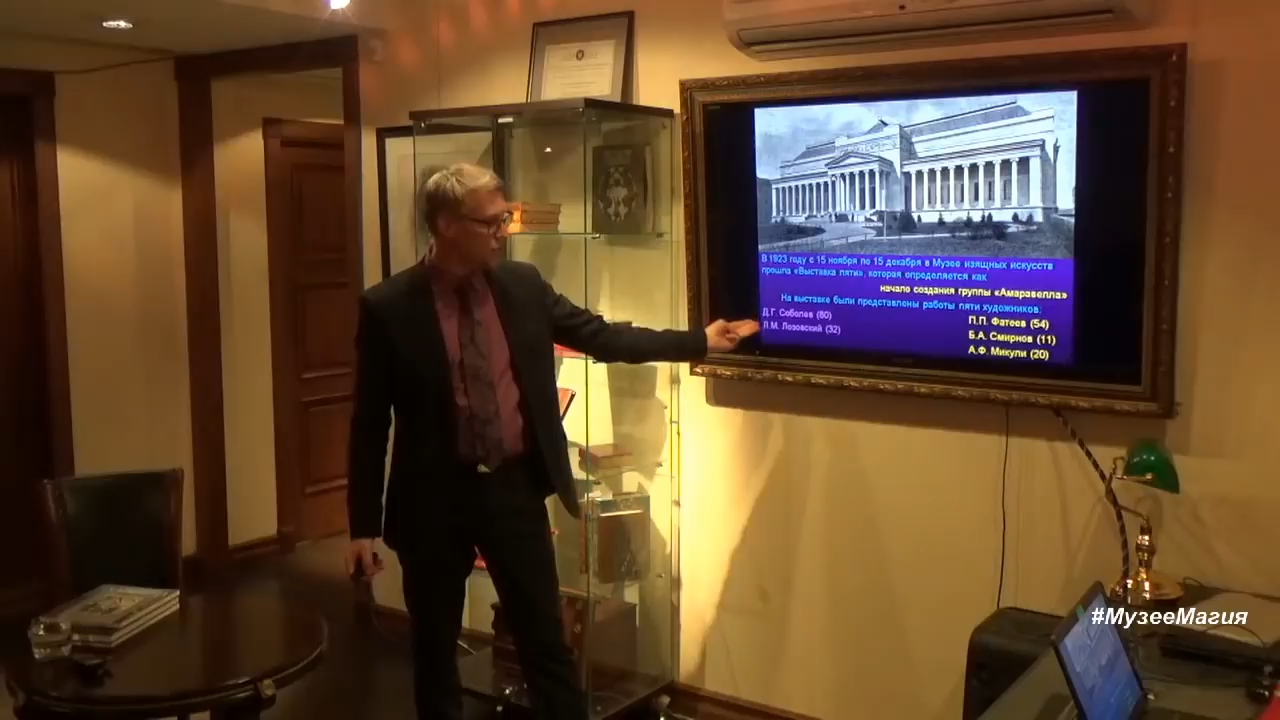 В 1923 году с 15 ноября по 15 декабря в Музее изящных искусств
прошла «Выставка пяти», которая определяется как
начало создания группы «Амаравелла»
На выставке были представлены работы пяти художников:
Д.Г. Соболев (80)
Л.М. Лозовский (32)
П.П. Фатеев (54)
Б.А. Смирнов (11)
А.Ф. Микули (20)
#МузееМагия